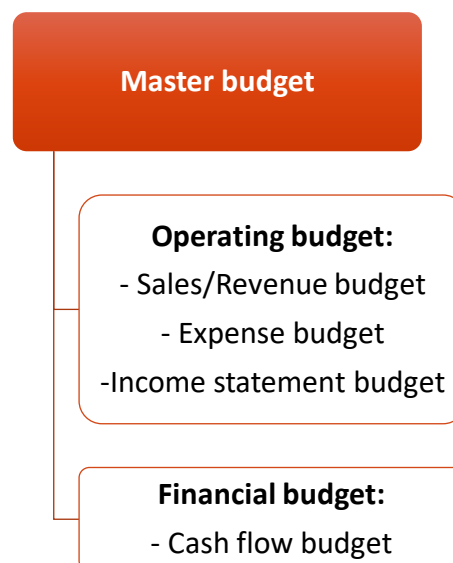 Master budget
Operating budget:
- Sales/Revenue budget
- Expense budget
-Income statement budget
Financial budget:
- Cash flow budget